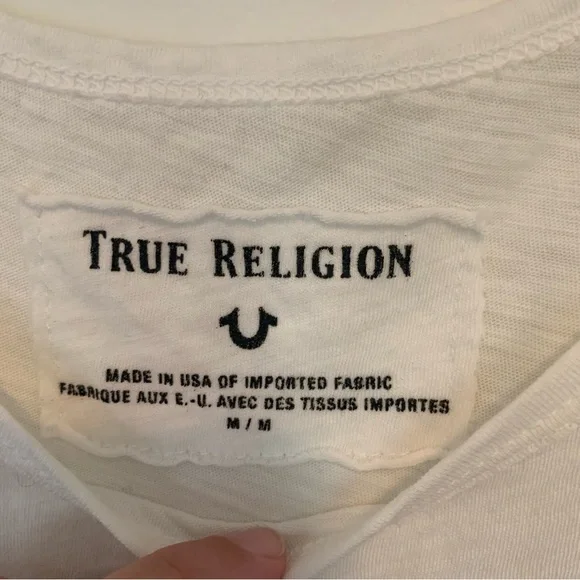 TRUE RELIGION
MADE IN USA OF IMPORTED FABRIC
FABRIQUE AUX E.-U. AVEC DES TISSUS IMPORTES
M / M